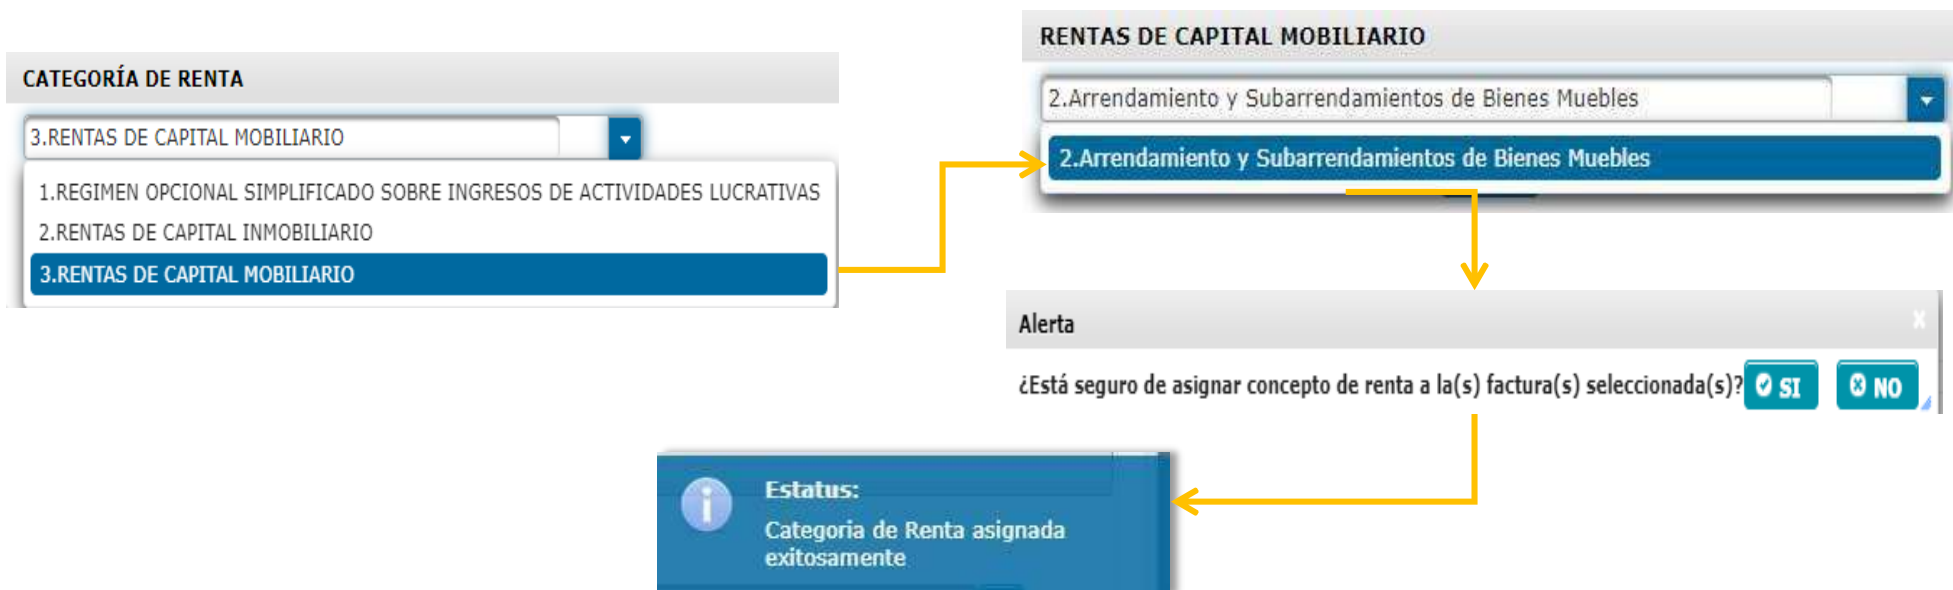 CATEGORÍA DE RENTA
3.RENTAS DE CAPITAL MOBILIARIO
1.REGIMEN OPCIONAL SIMPLIFICADO SOBRE INGRESOS DE ACTIVIDADES LUCRATIVAS
2.RENTAS DE CAPITAL INMOBILIARIO
3.RENTAS DE CAPITAL MOBILIARIO
RENTAS DE CAPITAL MOBILIARIO
2.Arrendamiento y Subarrendamientos de Bienes Muebles
2.Arrendamiento y Subarrendamientos de Bienes Muebles
Alerta
¿Está seguro de asignar concepto de renta a la(s) factura(s) seleccionada(s)? SI NO
Estatus:
Categoria de Renta asignada
exitosamente